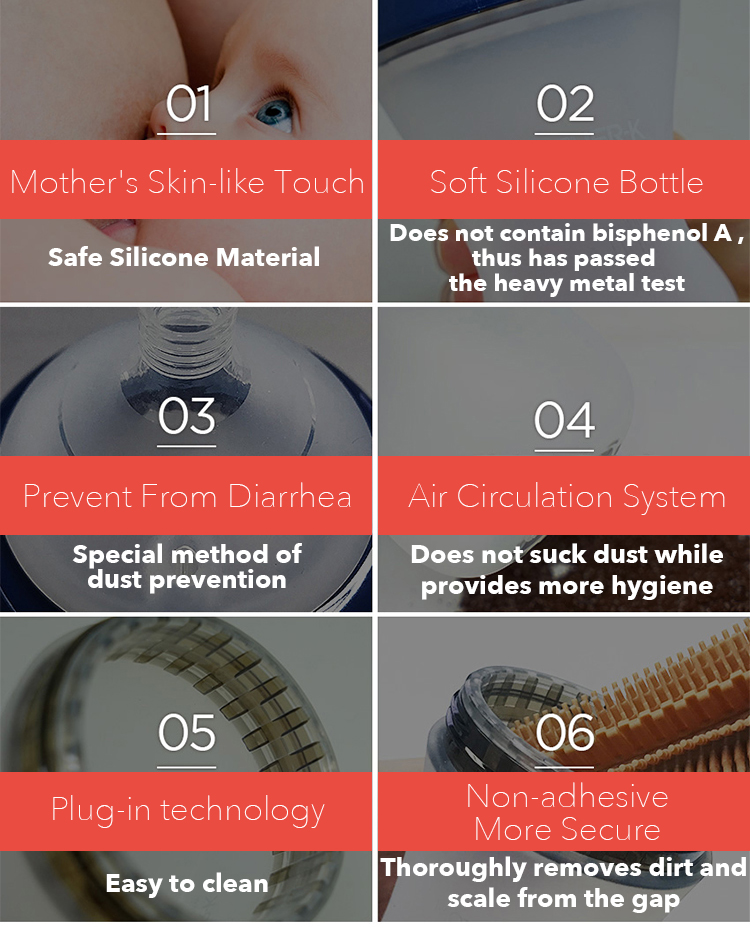 01
Mother's Skin-like Touch
Safe Silicone Material
02
Soft Silicone Bottle
Does not contain bisphenol A ,
thus has passed
the heavy metal test
03
Prevent From Diarrhea
Special method of
dust prevention
04
Air Circulation System
Does not suck dust while
provides more hygiene
05
Plug-in technology
Easy to clean
06
Non-adhesive
More Secure
Thoroughly removes dirt and
scale from the gap